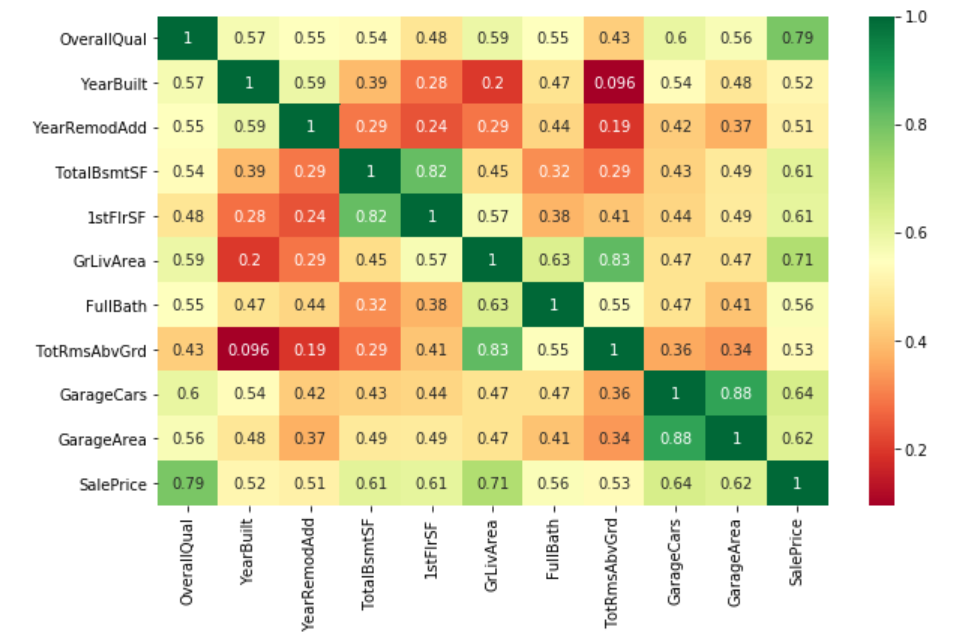 OverallQual 1 0.57 0.55 0.54 0.48 0.59 0.55 0.43 0.6 0.56 0.79
YearBuilt 0.57 1 0.59 0.39 0.28 0.2 0.47 0.096 0.54 0.48 0.52
YearRemodAdd 0.55 0.59 1 0.29 0.24 0.29 0.44 0.19 0.42 0.37 0.51
TotalBsmtSF 0.54 0.39 0.29 1 0.82 0.45 0.32 0.29 0.43 0.49 0.61
1stFlrSF 0.48 0.28 0.24 0.82 1 0.57 0.38 0.41 0.44 0.49 0.61
GrLivArea 0.59 0.2 0.29 0.45 0.57 1 0.63 0.83 0.47 0.47 0.71
FullBath 0.55 0.47 0.44 0.32 0.38 0.63 1 0.55 0.47 0.41 0.56
TotRmsAbvGrd 0.43 0.096 0.19 0.29 0.41 0.83 0.55 1 0.36 0.34 0.53
GarageCars 0.6 0.54 0.42 0.43 0.44 0.47 0.47 0.36 1 0.88 0.64
GarageArea 0.56 0.48 0.37 0.49 0.49 0.47 0.41 0.34 0.88 1 0.62
SalePrice 0.79 0.52 0.51 0.61 0.61 0.71 0.56 0.53 0.64 0.62 1
OverallQual
YearBuilt
YearRemodAdd
TotalBsmtSF
1stFlrSF
GrLivArea
FullBath
TotRmsAbvGrd
GarageCars
GarageArea
SalePrice
1.0
0.8
0.6
0.4
0.2